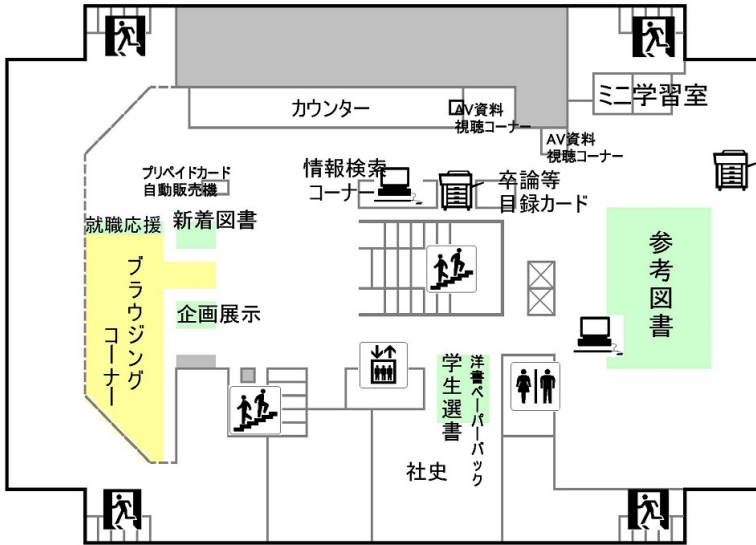 カウンター
AV資料
視聴コーナー
ミニ学習室
AV資料
視聴コーナー
プリペイドカード
自動販売機
情報検索
コーナー
卒論等
目録カード
就職応援
新着図書
参考図書
ブラウジング
コーナー
企画展示
学生選書
洋書ペーパーバック
社史